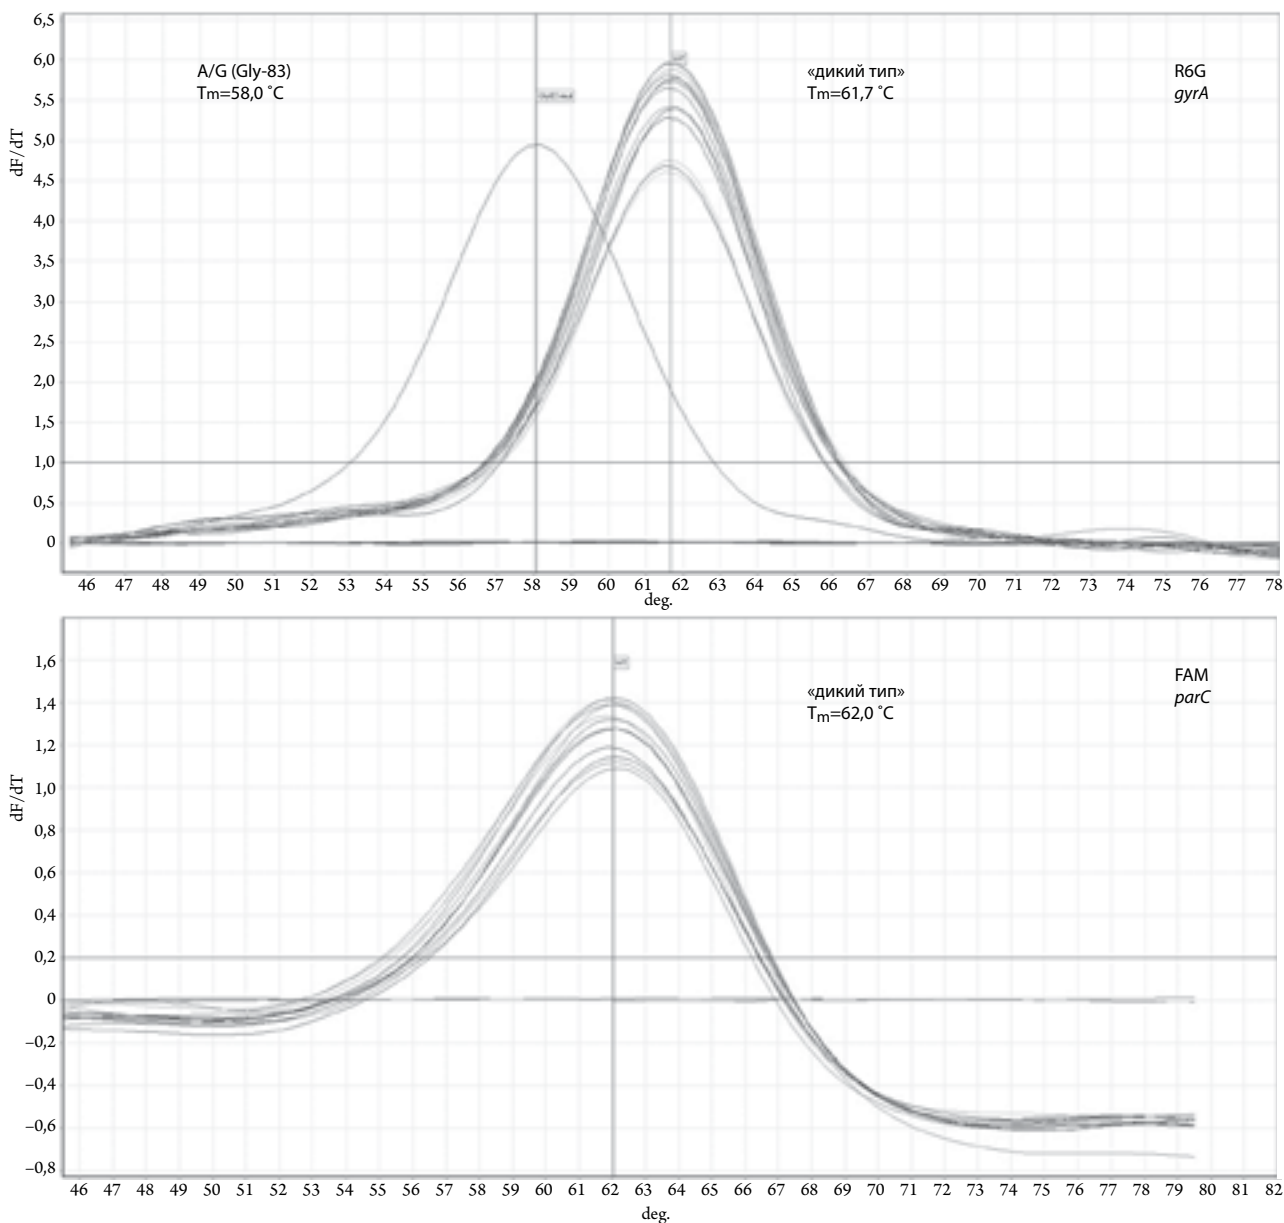 6,5
6,0
5,5
5,0
4,5
4,0
3,5
3,0
2,5
2,0
1,5
1,0
0,5
0
dF/dT
A/G (Gly-83)
Tm=58,0 ˚C
«дикий тип»
Tm=61,7 ˚C
R6G
gyrA
46 47 48 49 50 51 52 53 54 55 56 57 58 59 60 61 62 63 64 65 66 67 68 70 71 72 73 74 75 76 77 78
deg.
1,6
1,4
1,2
1,0
0,8
0,6
0,4
0,2
0
–0,2
–0,4
–0,6
–0,8
dF/dT
«дикий тип»
Tm=62,0 ˚C
FAM
parC
46 47 48 49 50 51 52 53 54 55 56 57 58 59 60 61 62 63 64 65 66 67 68 69 70 71 72 73 74 75 76 77 78 79 80 81 82
deg.